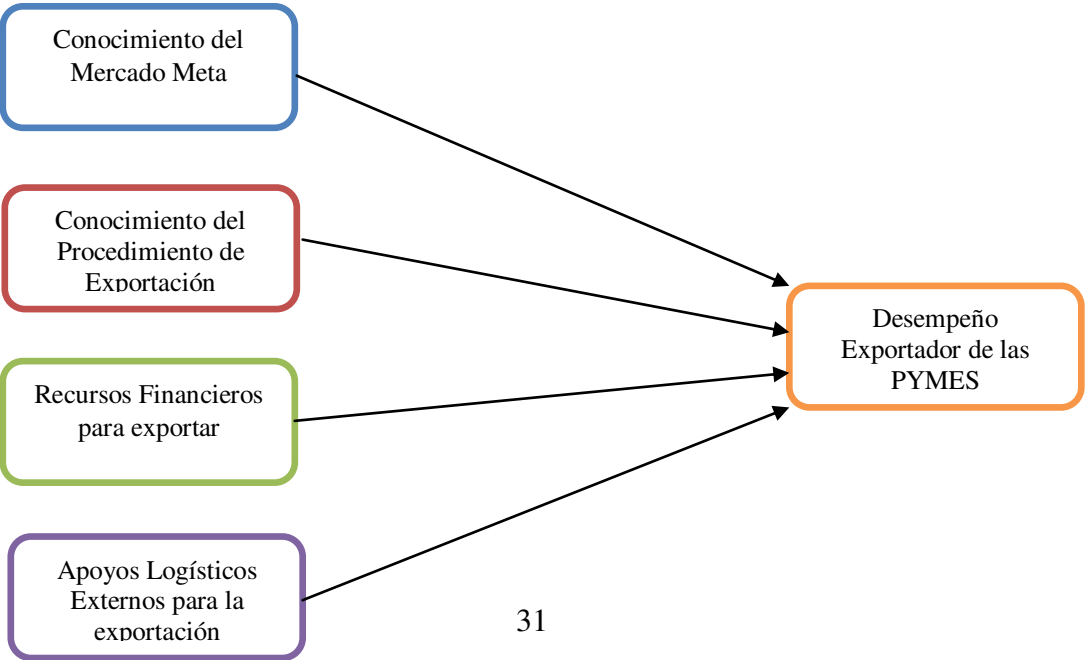 Conocimiento del
Mercado Meta
Conocimiento del
Procedimiento de
Exportación
Recursos Financieros
para exportar
Apoyos Logísticos
Externos para la
exportación
Desempeño
Exportador de las
PYMES
31